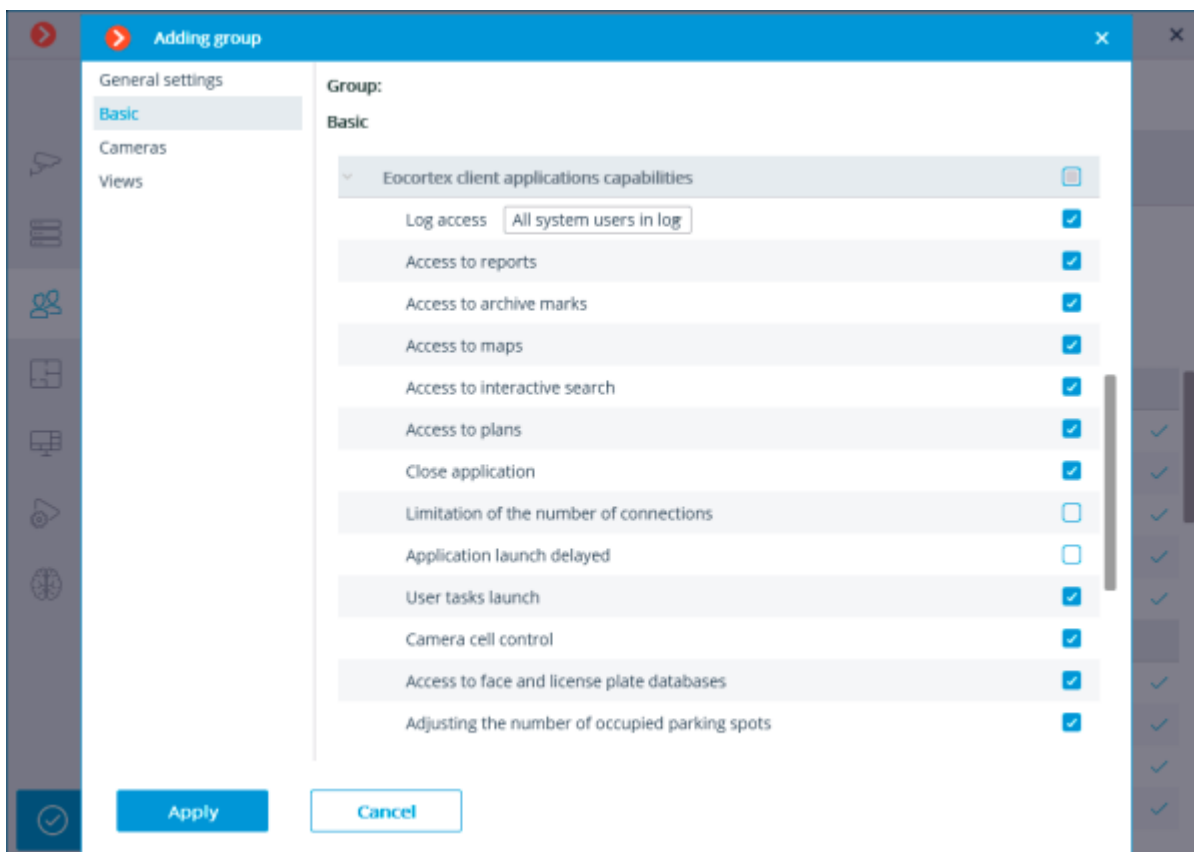 Adding group
General settings
Basic
Cameras
Views
Group:
Basic
Eocortex client applications capabilities
Log access All system users in log
Access to reports
Access to archive marks
Access to maps
Access to interactive search
Access to plans
Close application
Limitation of the number of connections
Application launch delayed
User tasks launch
Camera cell control
Access to face and license plate databases
Adjusting the number of occupied parking spots
Apply Cancel